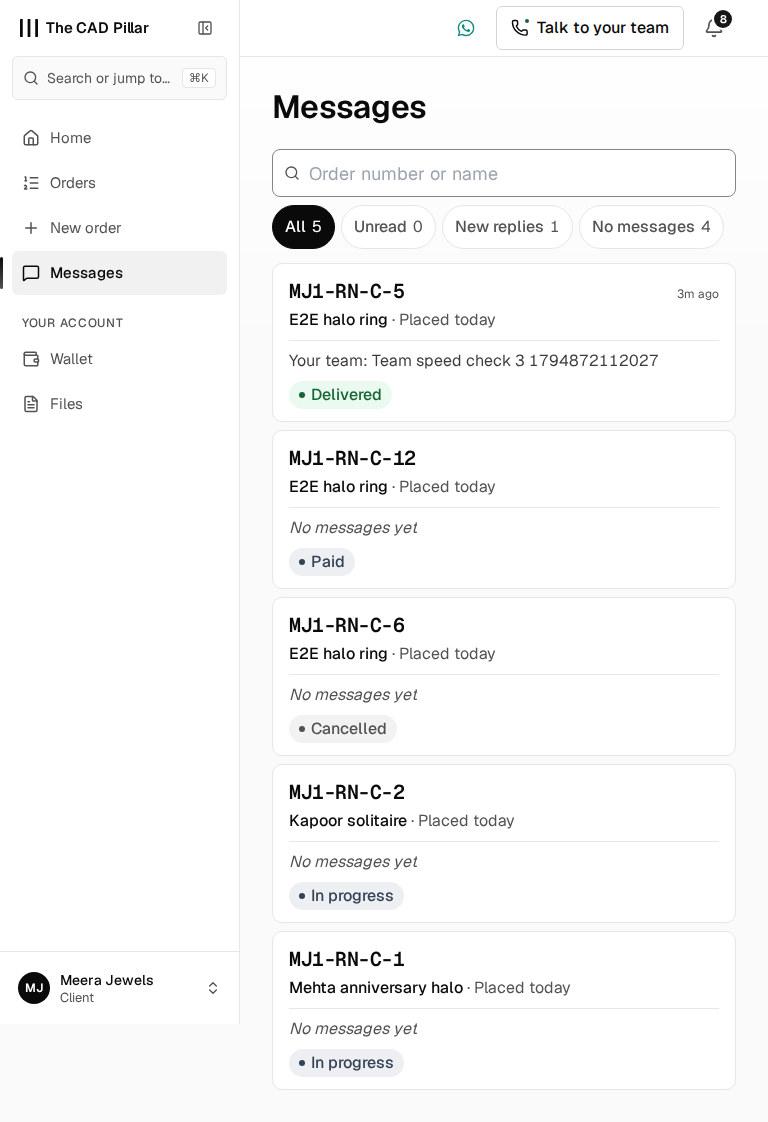 The CAD Pillar
Search or jump to…
⌘K
Home
Orders
New order
Messages
YOUR ACCOUNT
Wallet
Files
MJ
Meera Jewels
Client
Talk to your team
8
Messages
Order number or name
All 5
Unread 0
New replies 1
No messages 4
MJ1-RN-C-5
3m ago
E2E halo ring · Placed today
Your team: Team speed check 3 1794872112027
Delivered
MJ1-RN-C-12
E2E halo ring · Placed today
No messages yet
Paid
MJ1-RN-C-6
E2E halo ring · Placed today
No messages yet
Cancelled
MJ1-RN-C-2
Kapoor solitaire · Placed today
No messages yet
In progress
MJ1-RN-C-1
Mehta anniversary halo · Placed today
No messages yet
In progress